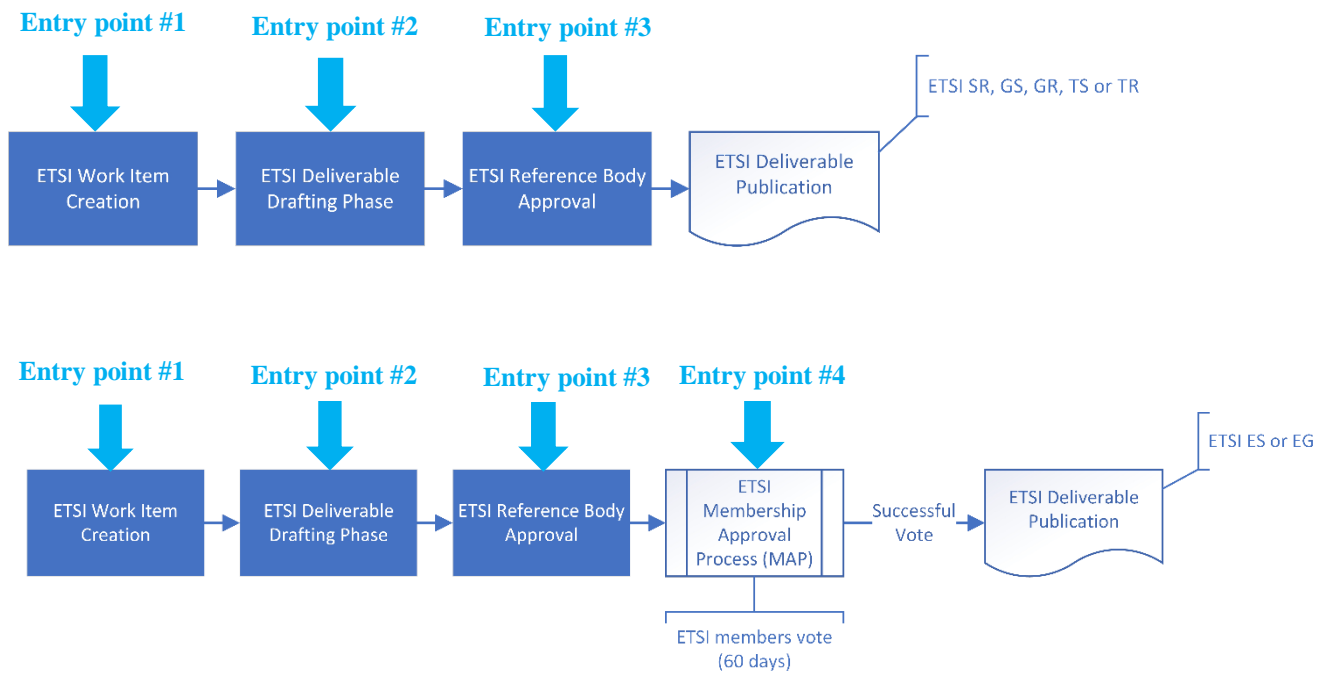 Entry point #1
Entry point #2
Entry point #3
ETSI SR, GS, GR, TS or TR
ETSI Work Item
Creation
ETSI Deliverable
Drafting Phase
ETSI Reference Body
Approval
ETSI Deliverable
Publication
Entry point #1
Entry point #2
Entry point #3
Entry point #4
ETSI ES or EG
ETSI Work Item
Creation
ETSI Deliverable
Drafting Phase
ETSI Reference Body
Approval
ETSI
Membership
Approval
Process (MAP)
Successful
Vote
ETSI Deliverable
Publication
ETSI members vote
(60 days)